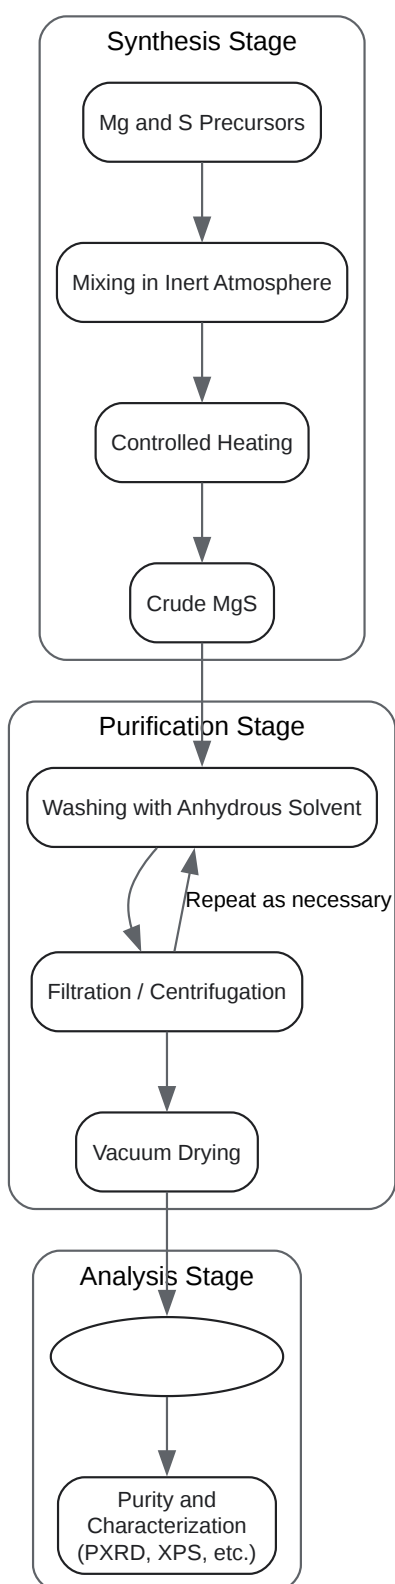 Synthesis Stage
Mg and S Precursors
Mixing in Inert Atmosphere
Controlled Heating
Crude MgS
Purification Stage
Washing with Anhydrous Solvent
Repeat as necessary
Filtration / Centrifugation
Vacuum Drying
Analysis Stage
Purity and
Characterization
(PXRD, XPS, etc.)